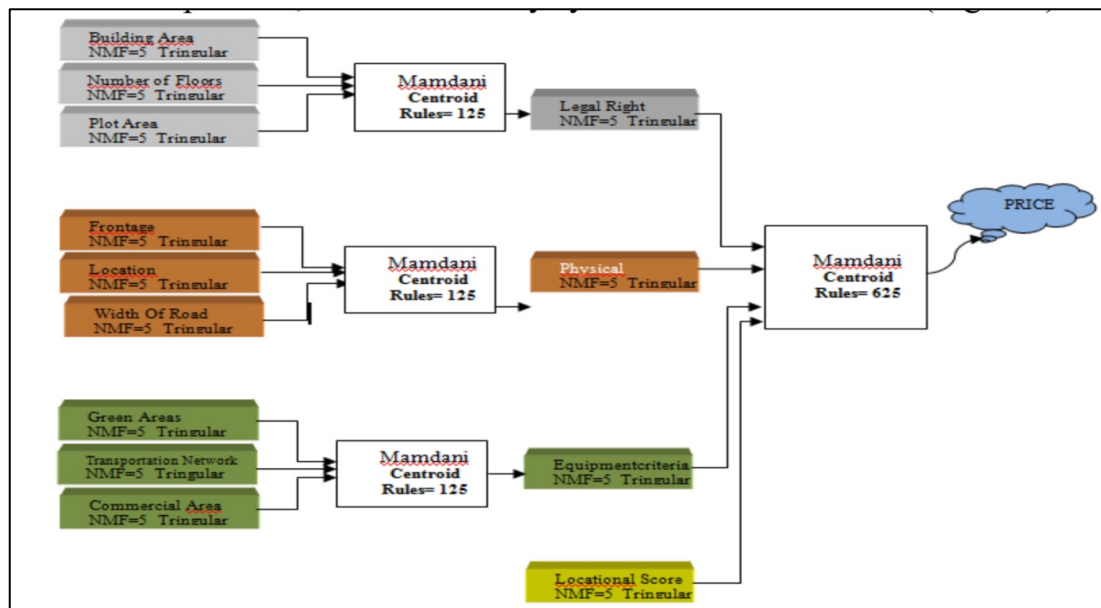 Building Area
NMF=5 Tringular
Number of Floors
NMF=5 Tringular
Plot Area
NMF=5 Tringular
Mamdani
Centroid
Rules= 125
Legal Right
NMF=5 Tringular
Frontage
NMF=5 Tringular
Location
NMF=5 Tringular
Width Of Road
NMF=5 Tringular
Mamdani
Centroid
Rules= 125
Physical
NMF=5 Tringular
Green Areas
NMF=5 Tringular
Transportation Network
NMF=5 Tringular
Commercial Area
NMF=5 Tringular
Mamdani
Centroid
Rules= 125
Equipmentcriteria
NMF=5 Tringular
Locational Score
NMF=5 Tringular
Mamdani
Centroid
Rules= 625
PRICE